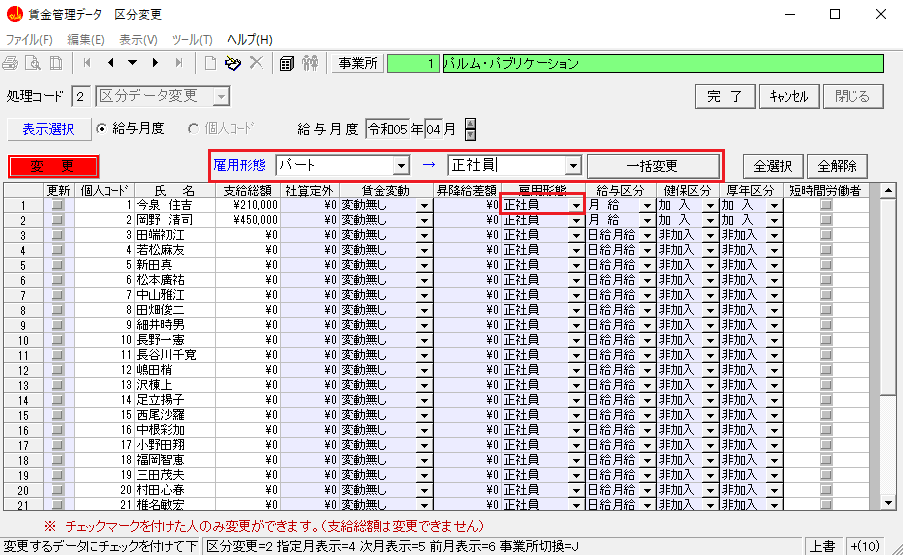 賃金管理データ 区分変更
ファイル(F) 編集(E) 表示(V) ツール(T) ヘルプ(H)
事業所 1 パルム・パブリケーション
処理コード 2 区分データ変更 完 了 キャンセル 閉じる
表示選択 給与月度 個人コード 給与月度 令和05 年 04 月
変 更 雇用形態 パート → 正社員 一括変更 全選択 全解除
更新 個人コード 氏 名 支給総額 社算定外 賃金変動 昇降給差額 雇用形態 給与区分 健保区分 厚年区分 短時間労働者
1 1 今泉 住吉 ¥210,000 ¥0 変動無し ¥0 正社員 月 給 加 入 加 入
2 2 岡野 清司 ¥450,000 ¥0 変動無し ¥0 正社員 月 給 加 入 加 入
3 3 田端初江 ¥0 ¥0 変動無し ¥0 正社員 日給月給 非加入 非加入
4 4 若松麻友 ¥0 ¥0 変動無し ¥0 正社員 日給月給 非加入 非加入
5 5 新田真 ¥0 ¥0 変動無し ¥0 正社員 日給月給 非加入 非加入
6 6 松本廣祐 ¥0 ¥0 変動無し ¥0 正社員 日給月給 非加入 非加入
7 7 中山雅江 ¥0 ¥0 変動無し ¥0 正社員 日給月給 非加入 非加入
8 8 田畑俊二 ¥0 ¥0 変動無し ¥0 正社員 日給月給 非加入 非加入
9 9 細井時男 ¥0 ¥0 変動無し ¥0 正社員 日給月給 非加入 非加入
10 10 長野一憲 ¥0 ¥0 変動無し ¥0 正社員 日給月給 非加入 非加入
11 11 長谷川千寛 ¥0 ¥0 変動無し ¥0 正社員 日給月給 非加入 非加入
12 12 嶋田梢 ¥0 ¥0 変動無し ¥0 正社員 日給月給 非加入 非加入
13 13 沢棟上 ¥0 ¥0 変動無し ¥0 正社員 日給月給 非加入 非加入
14 14 足立揚子 ¥0 ¥0 変動無し ¥0 正社員 日給月給 非加入 非加入
15 15 西尾沙羅 ¥0 ¥0 変動無し ¥0 正社員 日給月給 非加入 非加入
16 16 中根彩加 ¥0 ¥0 変動無し ¥0 正社員 日給月給 非加入 非加入
17 17 小野田翔 ¥0 ¥0 変動無し ¥0 正社員 日給月給 非加入 非加入
18 18 福岡智恵 ¥0 ¥0 変動無し ¥0 正社員 日給月給 非加入 非加入
19 19 三田茂夫 ¥0 ¥0 変動無し ¥0 正社員 日給月給 非加入 非加入
20 20 村田心春 ¥0 ¥0 変動無し ¥0 正社員 日給月給 非加入 非加入
21 21 椎名敏宏 ¥0 ¥0 変動無し ¥0 正社員 日給月給 非加入 非加入
※ チェックマークを付けた人のみ変更ができます。(支給総額は変更できません)
変更するデータにチェックを付けて下 区分変更=2 指定月表示=4 次月表示=5 前月表示=6 事業所切換=J 上書 +(10)